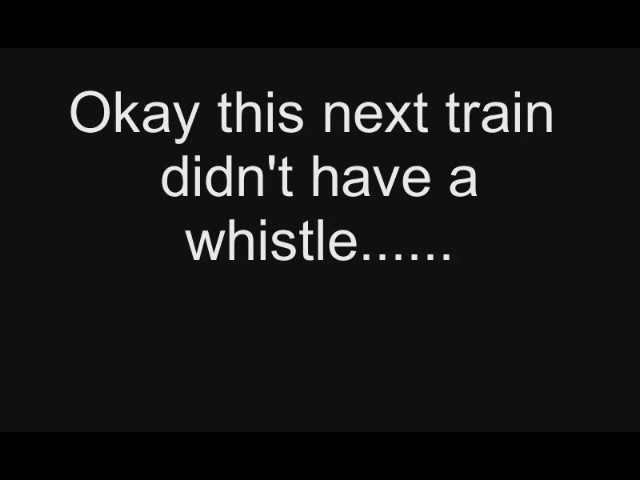 Okay this next train
didn't have a
whistle......